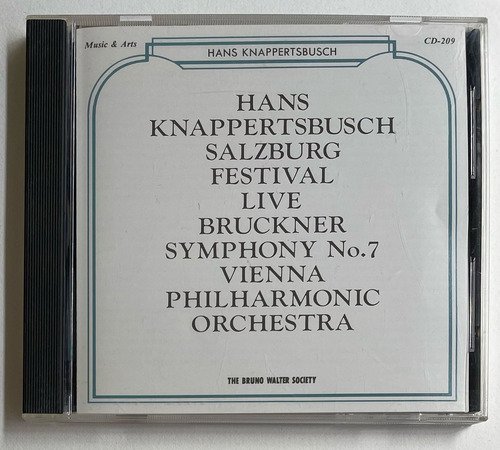 Music & Arts
HANS KNAPPERTSBUSCH
CD-209
HANS
KNAPPERTSBUSCH
SALZBURG
FESTIVAL
LIVE
BRUCKNER
SYMPHONY No.7
VIENNA
PHILHARMONIC
ORCHESTRA
THE BRUNO WALTER SOCIETY